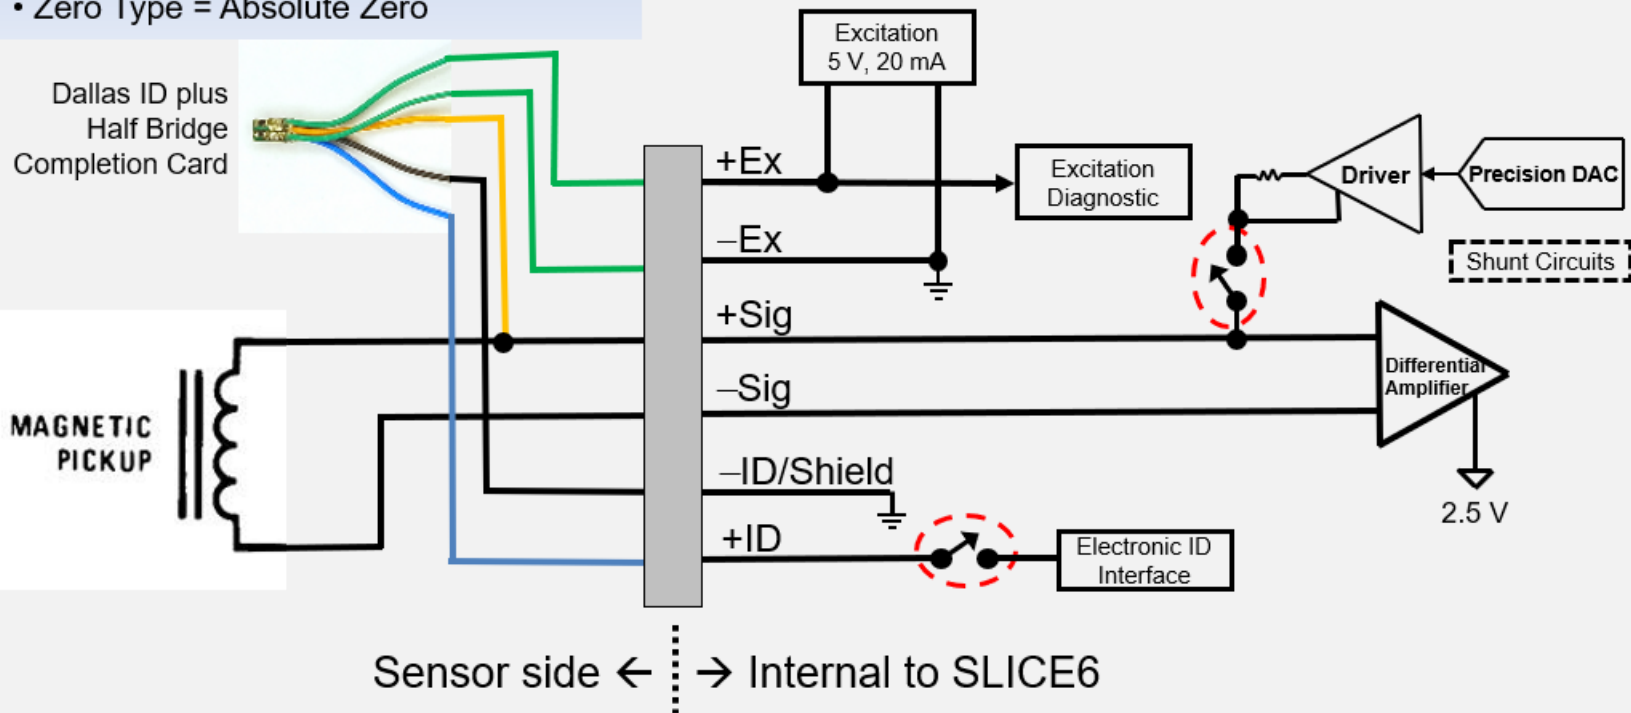 • Zero Type = Absolute Zero
Dallas ID plus
Half Bridge
Completion Card
Excitation
5 V, 20 mA
+Ex
Excitation
Diagnostic
Driver
Precision DAC
–Ex
Shunt Circuits
+Sig
Differential
Amplifier
–Sig
MAGNETIC
PICKUP
–ID/Shield
2.5 V
+ID
Electronic ID
Interface
Sensor side ← → Internal to SLICE6